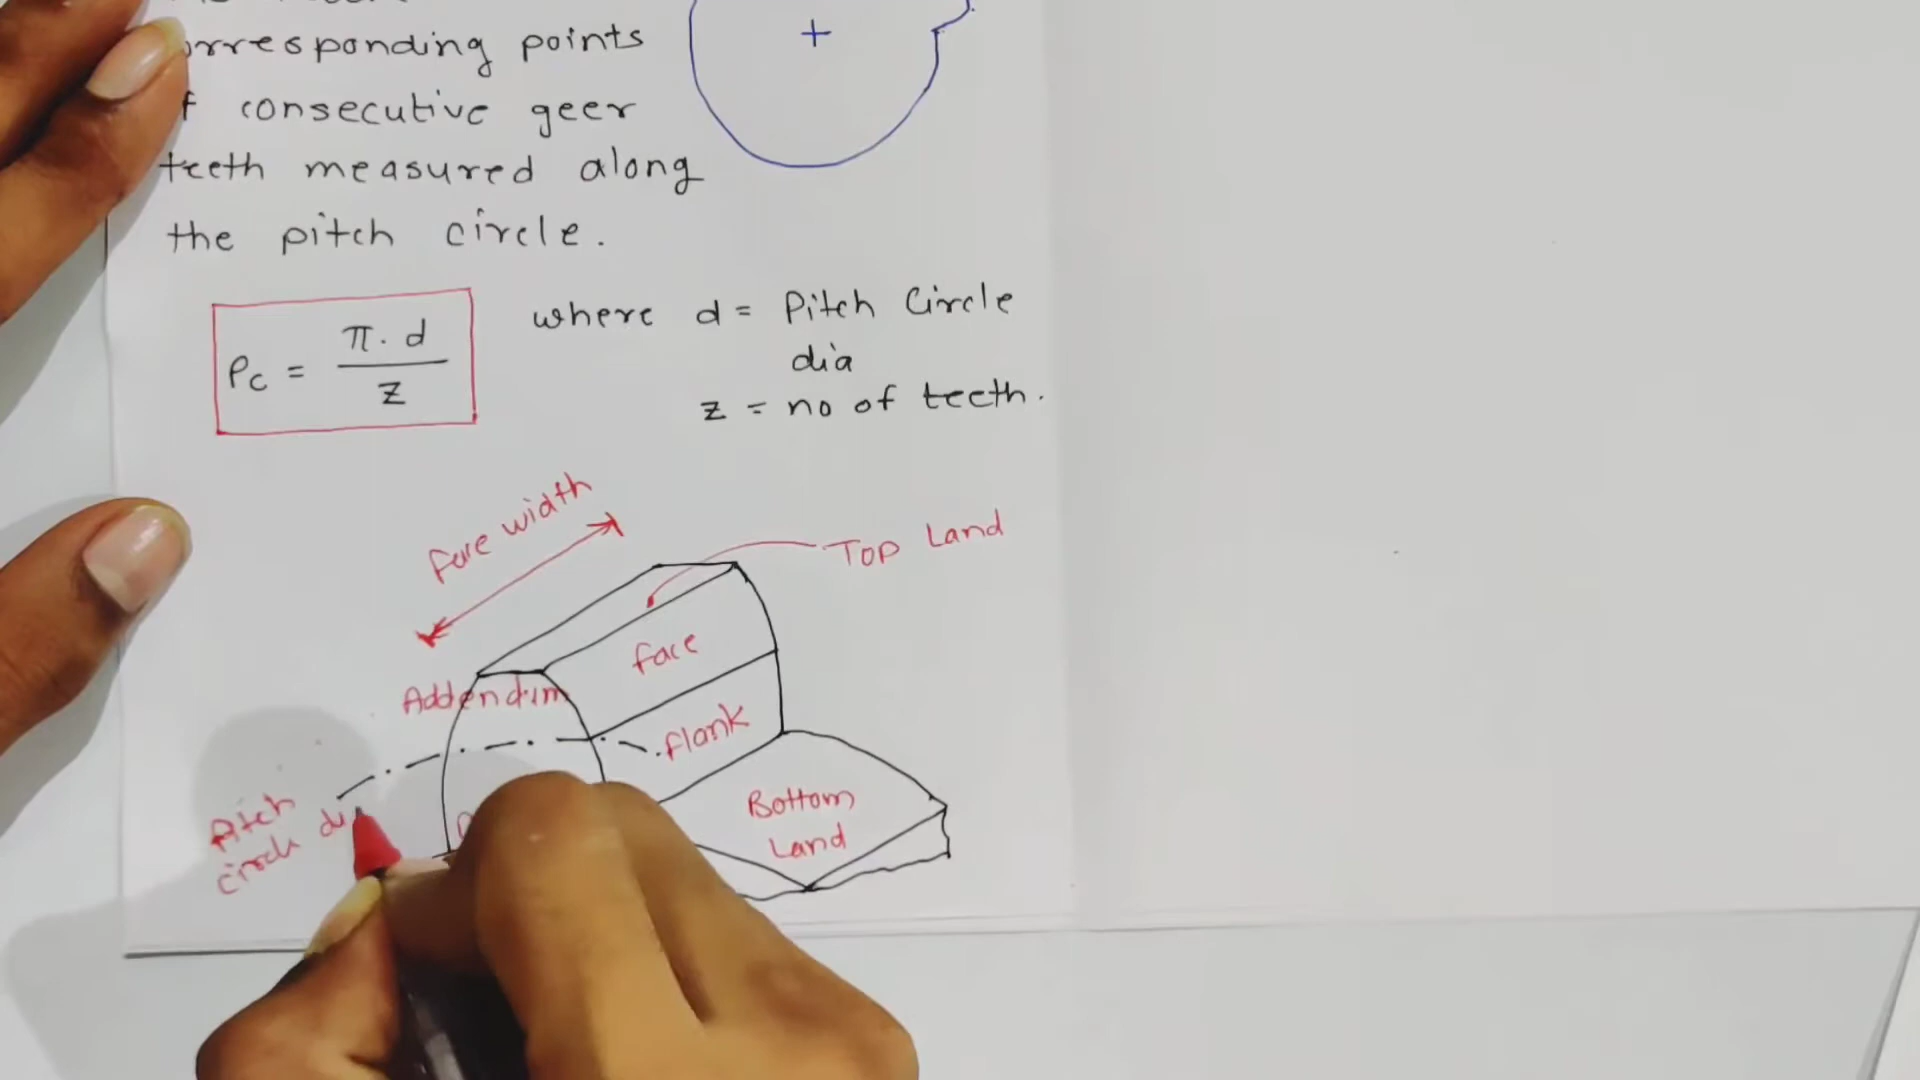 orresponding points
f consecutive geer
teeth measured along
the pitch circle.
Pc = π. d / z
where d = Pitch Circle
dia
z = no of teeth.
Face width
Top Land
face
Addendum
flank
Pitch
circle di
Bottom
Land